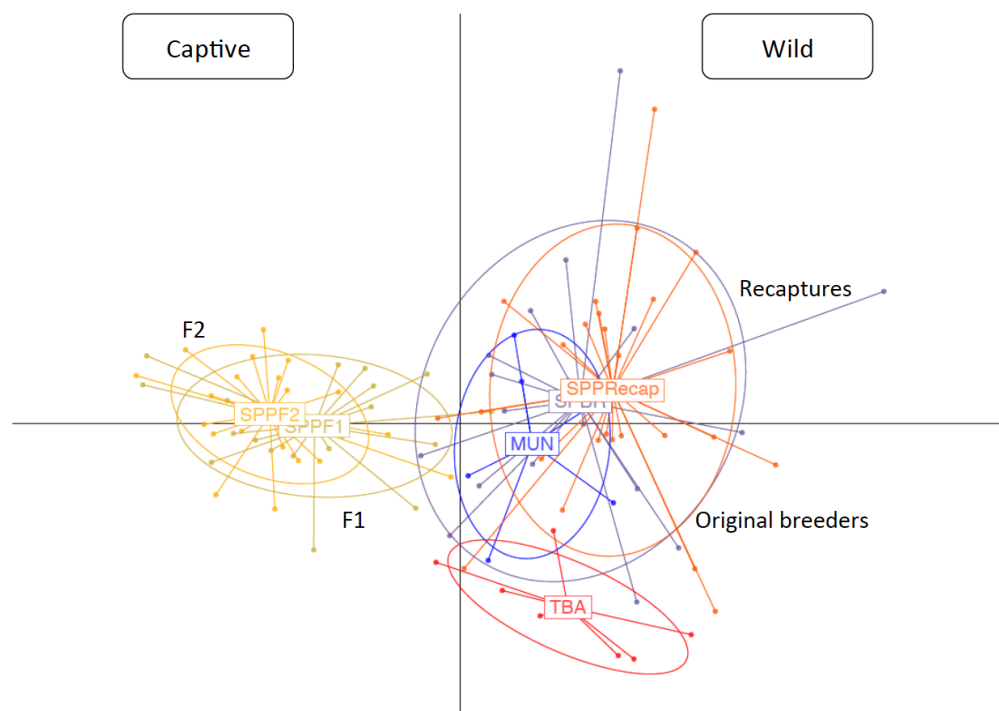 Captive
Wild
Recaptures
F2
SPPRecap
SPPF2
SPPF1
MUN
F1
Original breeders
TBA